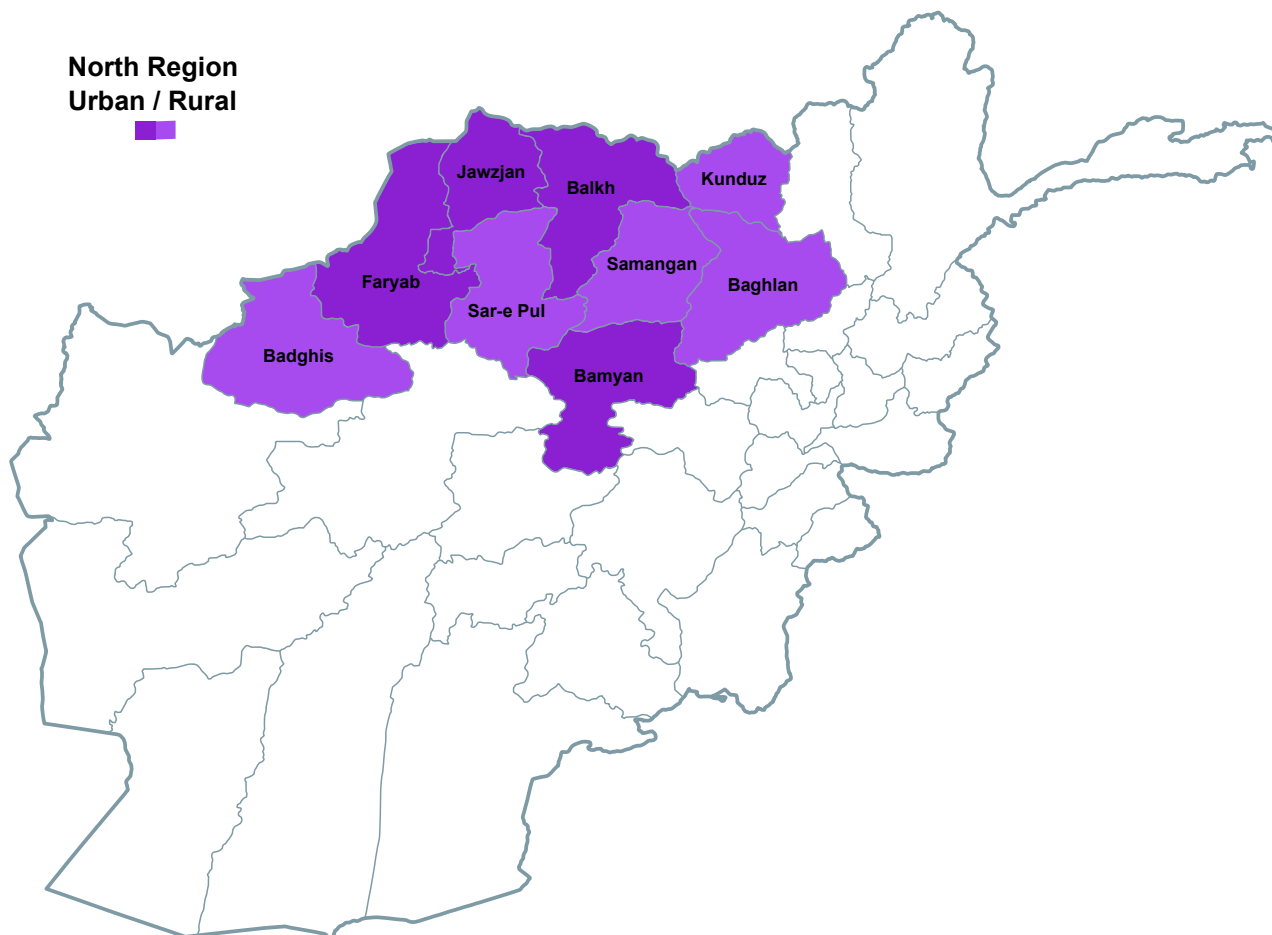 North Region
Urban / Rural
Jawzjan
Balkh
Kunduz
Faryab
Samangan
Baghlan
Sar-e Pul
Badghis
Bamyan